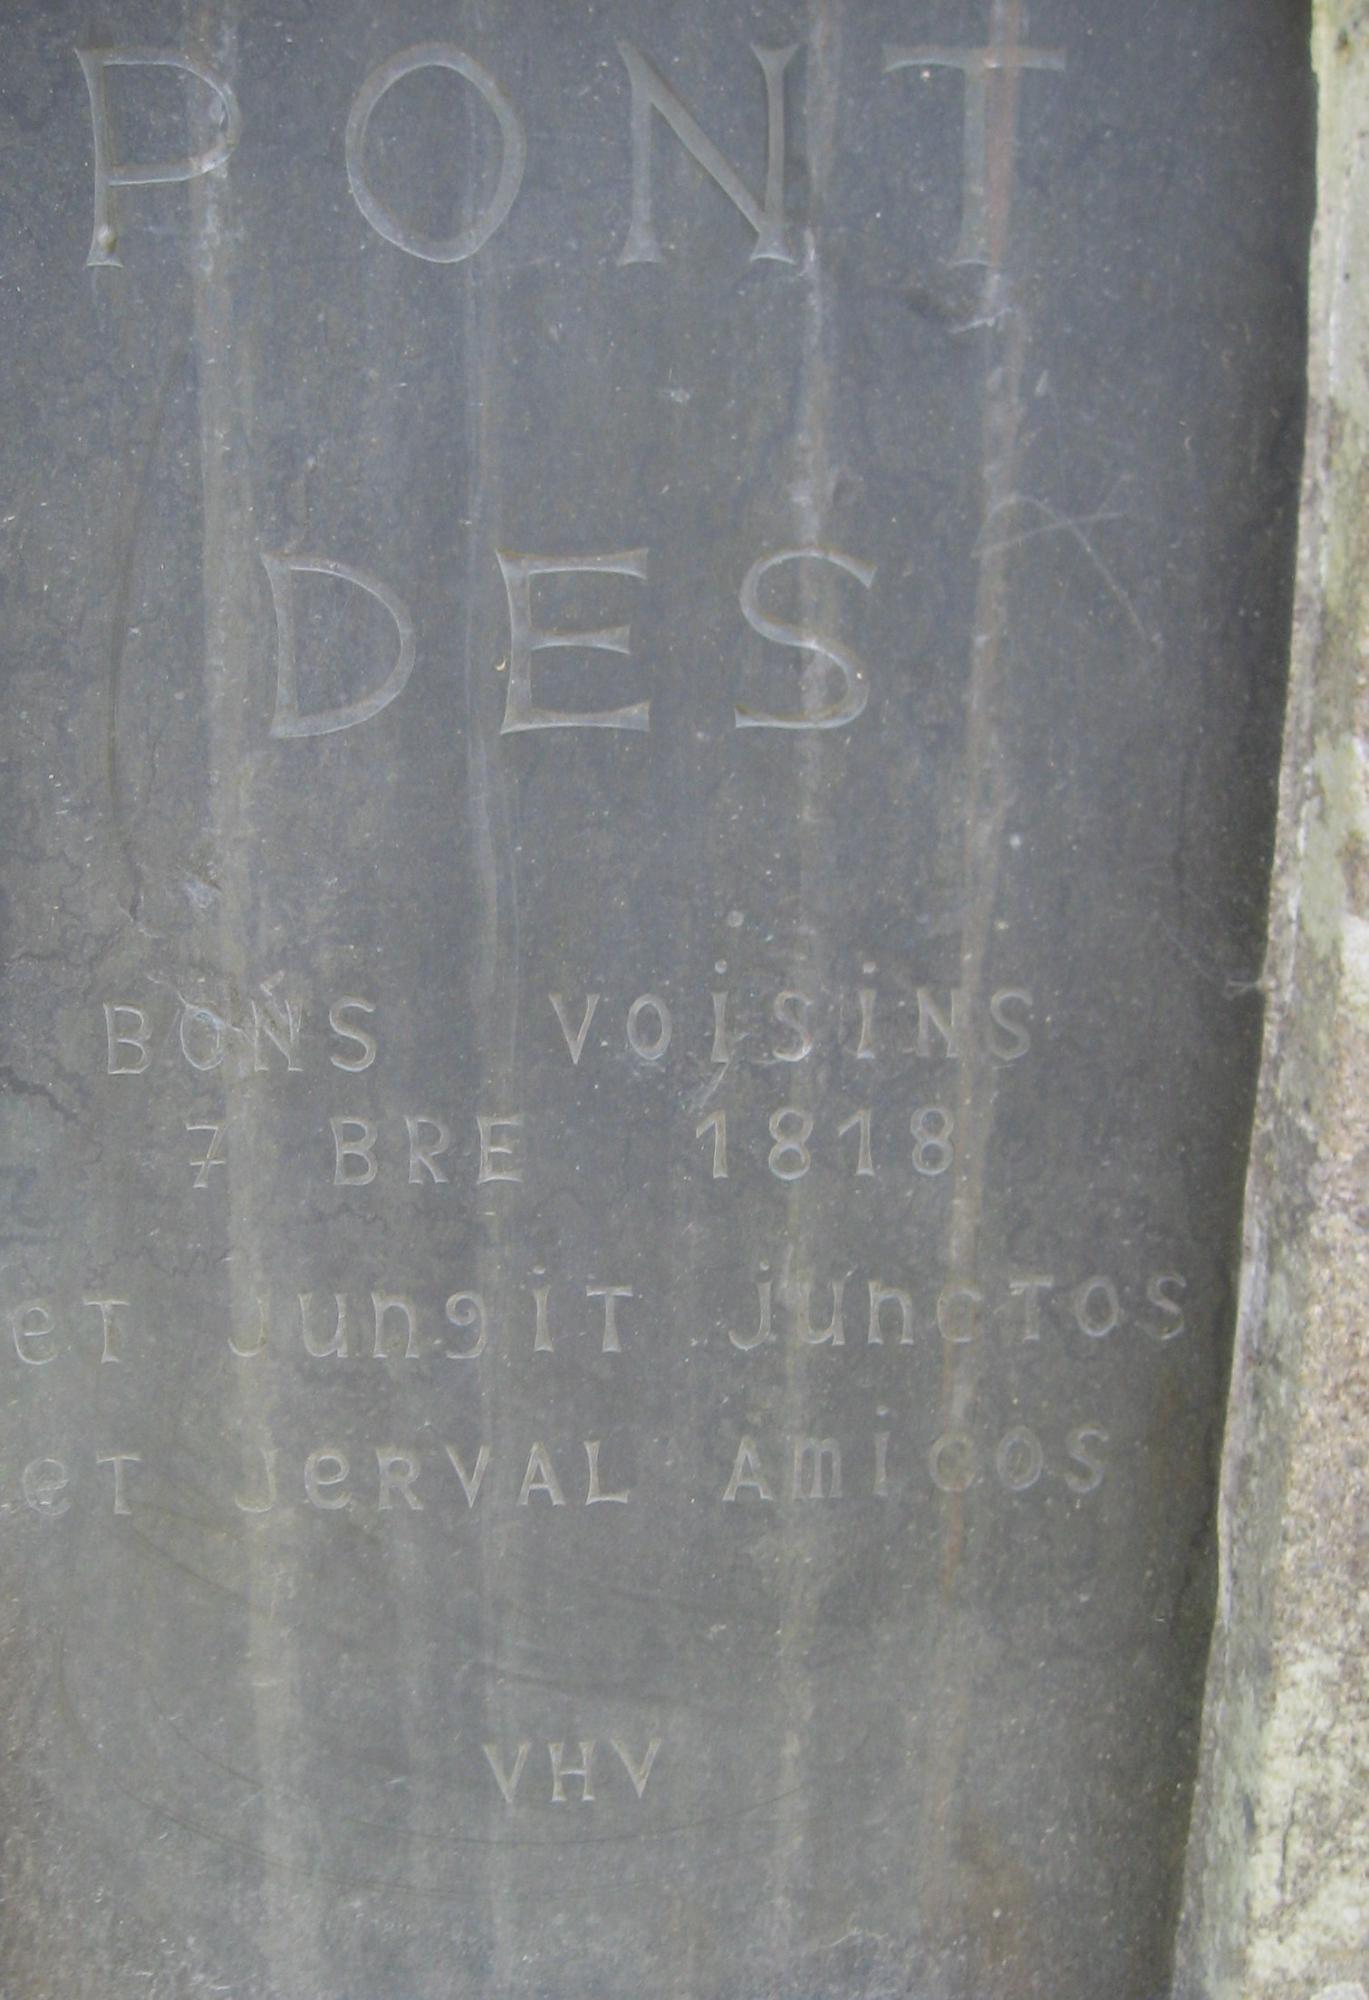 PONT
DES
BONS VOiSiNS
7 BRE 1818
eT JungiT juncTOS
eT JeRVAL AmicOS
VHV